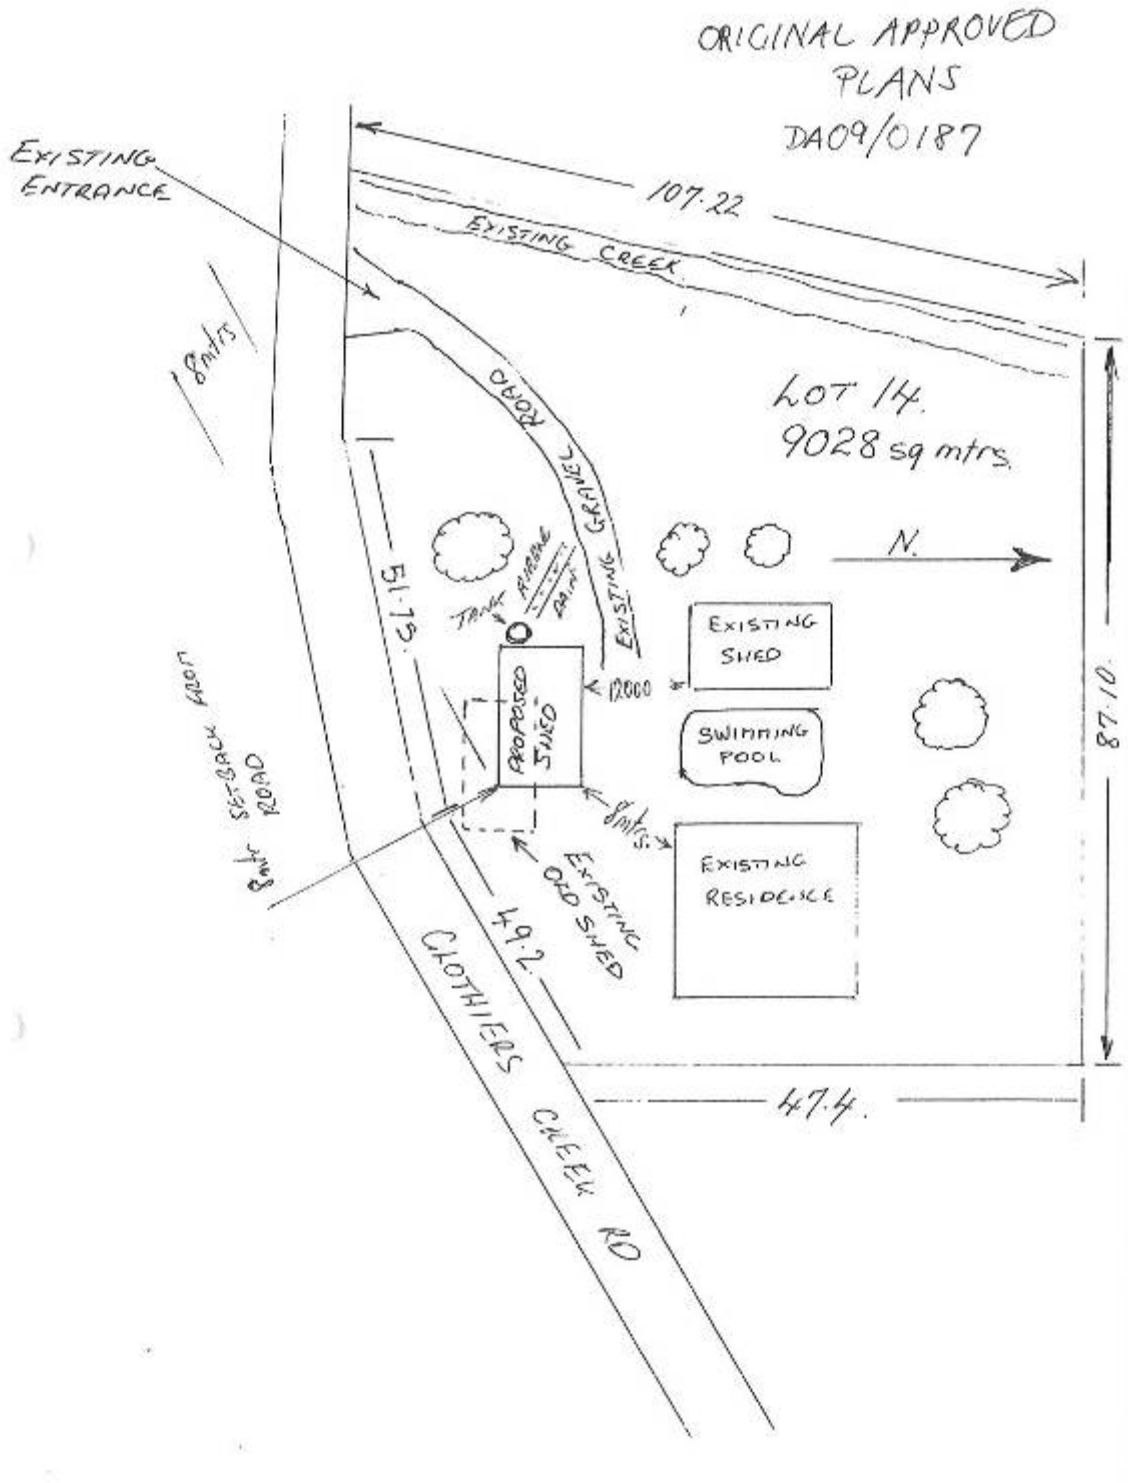 ORIGINAL APPROVED
PLANS
DA09/0187
EXISTING
ENTRANCE
107.22
EXISTING CREEK
8mtrs
EXISTING GRAVEL ROAD
LOT 14.
9028 sq mtrs.
N.
51.75.
TANK
DRAIN
EXISTING
SHED
PROPOSED
SHED
12000
SWIMMING
POOL
87.10.
SET-BACK FROM
ROAD
8mtrs.
EXISTING
OLD SHED
EXISTING
RESIDENCE
49.2.
47.4.
CLOTHIERS CREEK RD